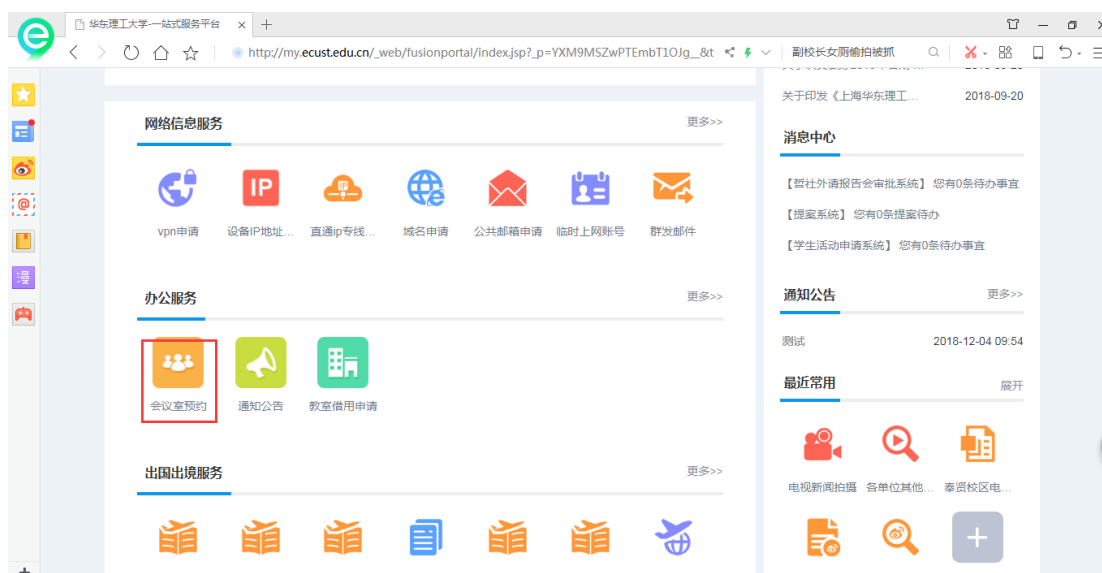 华东理工大学-一站式服务平台
http://my.ecust.edu.cn/_web/fusionportal/index.jsp?_p=YXM9MSZwPTEmbT1OJg__&t
副校长女厕偷拍被抓
关于印发《上海华东理工... 2018-09-20
网络信息服务 更多>>
消息中心
IP
IP
vpn申请 设备IP地址... 直通ip专线... 域名申请 公共邮箱申请 临时上网账号 群发邮件
【哲社外请报告会审批系统】 您有0条待办事宜
【提案系统】 您有0条提案待办
【学生活动申请系统】 您有0条待办事宜
漫
办公服务 更多>>
通知公告 更多>>
测试 2018-12-04 09:54
会议室预约 通知公告 教室借用申请
最近常用 展开
电视新闻拍摄 各单位其他... 奉贤校区电...
出国出境服务 更多>>